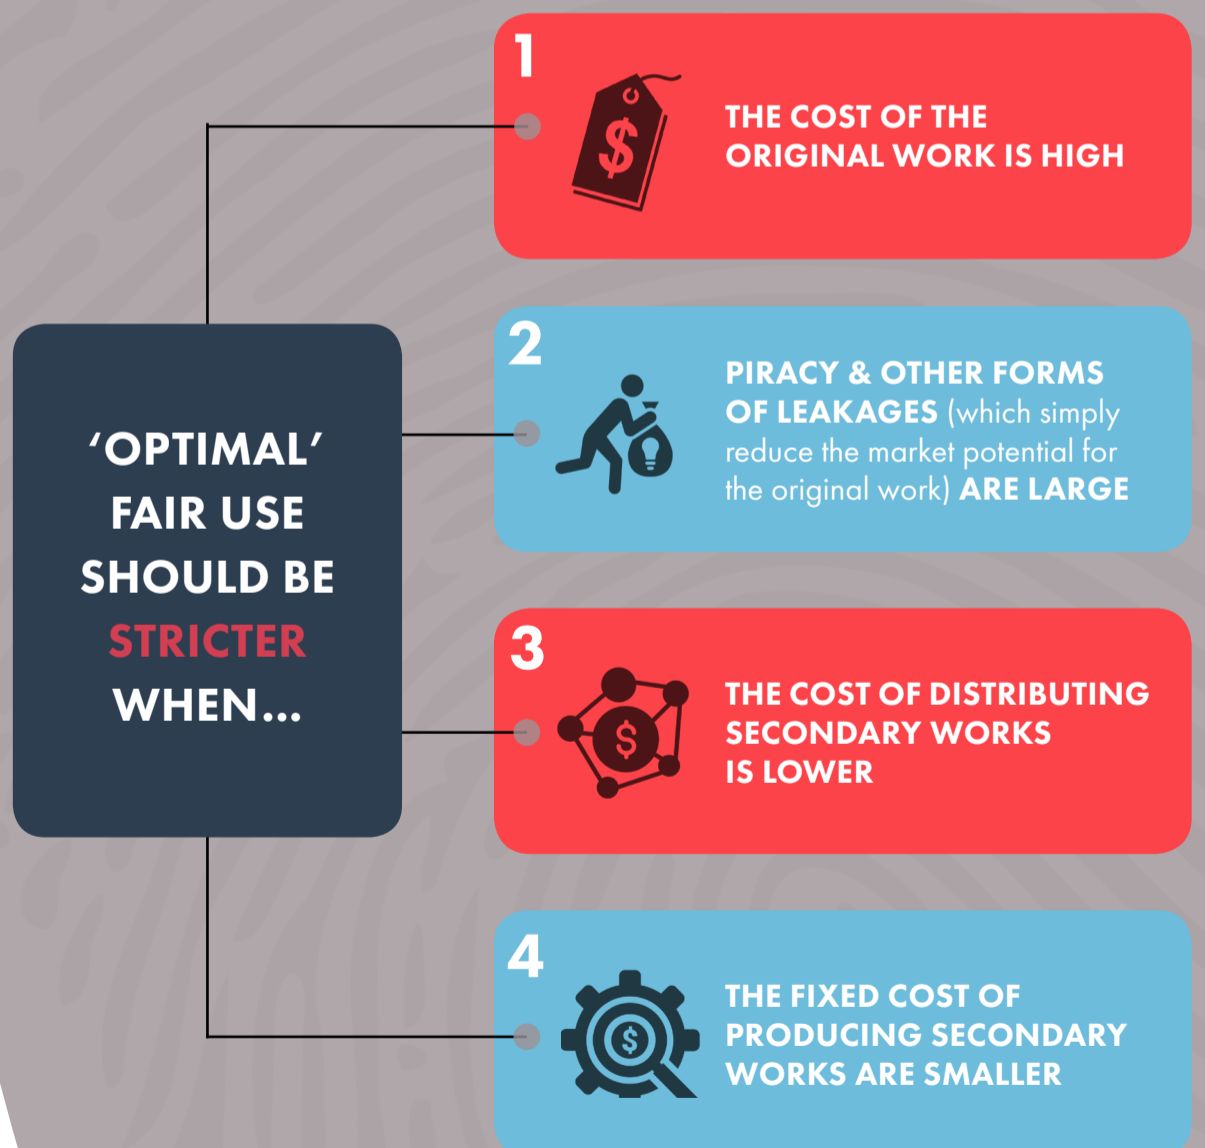 ‘OPTIMAL’
FAIR USE
SHOULD BE
STRICTER
WHEN...
1
$
THE COST OF THE
ORIGINAL WORK IS HIGH
2
PIRACY & OTHER FORMS
OF LEAKAGES (which simply
reduce the market potential for
the original work) ARE LARGE
3
$
THE COST OF DISTRIBUTING
SECONDARY WORKS
IS LOWER
4
$
THE FIXED COST OF
PRODUCING SECONDARY
WORKS ARE SMALLER